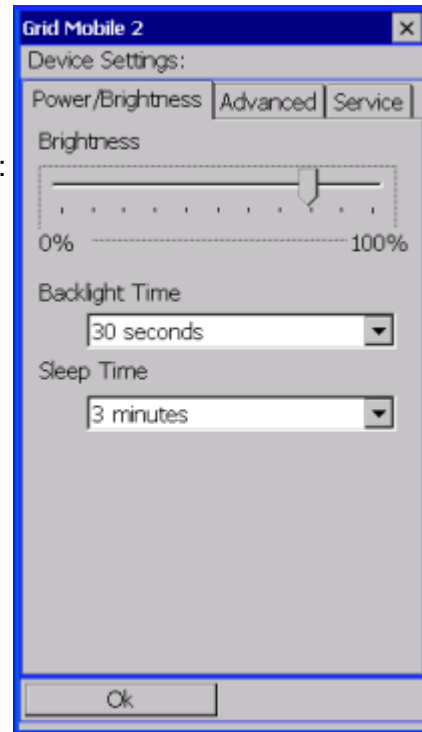 Grid Mobile 2
Device Settings:
Power/Brightness Advanced Service
Brightness
:
0% 100%
Backlight Time
30 seconds
Sleep Time
3 minutes
Ok